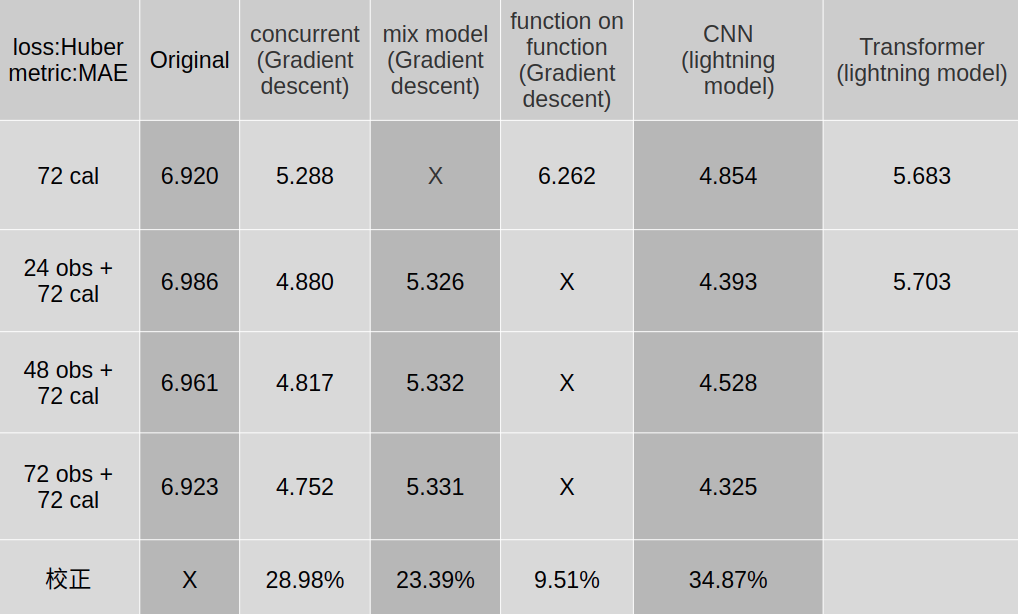 loss:Huber
metric:MAE
Original
concurrent
(Gradient
descent)
mix model
(Gradient
descent)
function on
function
(Gradient
descent)
CNN
(lightning
model)
Transformer
(lightning model)
72 cal
6.920
5.288
X
6.262
4.854
5.683
24 obs +
72 cal
6.986
4.880
5.326
X
4.393
5.703
48 obs +
72 cal
6.961
4.817
5.332
X
4.528
72 obs +
72 cal
6.923
4.752
5.331
X
4.325
校正
X
28.98%
23.39%
9.51%
34.87%